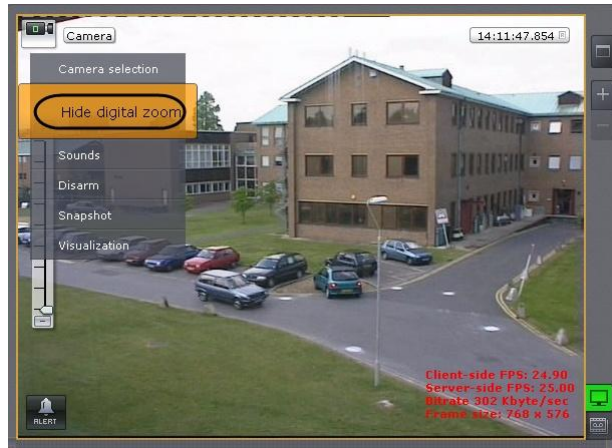 Camera
14:11:47.854
Camera selection
Hide digital zoom
Sounds
Disarm
Snapshot
Visualization
Client-side FPS: 24.90
Server-side FPS: 25.00
Bitrate 302 Kbyte/sec
Frame size: 768 x 576
ALERT